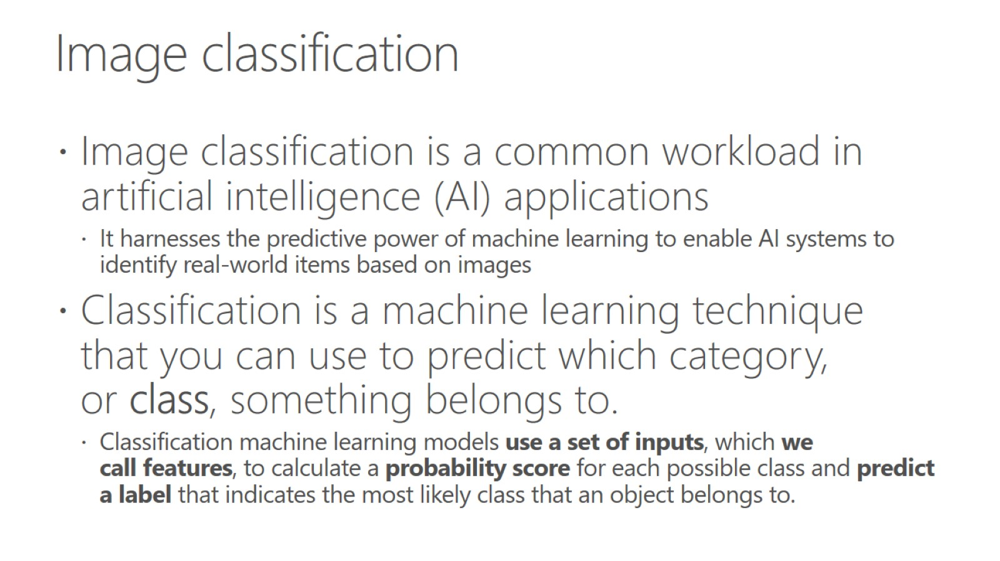 Image classification
• Image classification is a common workload in
artificial intelligence (AI) applications
• It harnesses the predictive power of machine learning to enable AI systems to
identify real-world items based on images
• Classification is a machine learning technique
that you can use to predict which category,
or class, something belongs to.
• Classification machine learning models use a set of inputs, which we
call features, to calculate a probability score for each possible class and predict
a label that indicates the most likely class that an object belongs to.